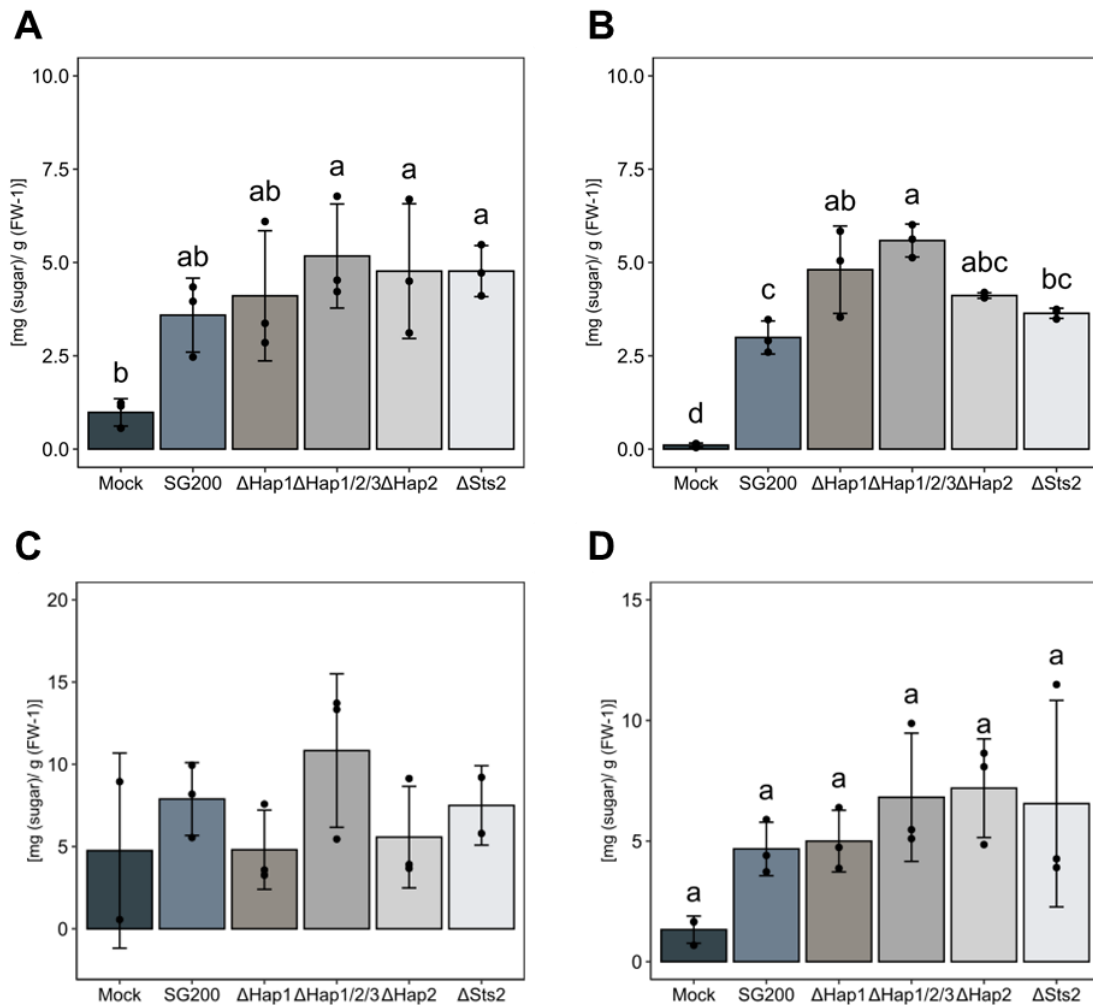 A
[mg (sugar)/ g (FW-1)]
10.0
7.5
5.0
2.5
0.0
b
ab
ab
a
a
a
Mock SG200 ΔHap1 ΔHap1/2/3 ΔHap2 ΔSts2
B
[mg (sugar)/ g (FW-1)]
10.0
7.5
5.0
2.5
0.0
d
c
ab
a
abc
bc
Mock SG200 ΔHap1 ΔHap1/2/3 ΔHap2 ΔSts2
C
[mg (sugar)/ g (FW-1)]
20
15
10
5
0
Mock SG200 ΔHap1 ΔHap1/2/3 ΔHap2 ΔSts2
D
[mg (sugar)/ g (FW-1)]
15
10
5
0
a
a
a
a
a
a
Mock SG200 ΔHap1 ΔHap1/2/3 ΔHap2 ΔSts2